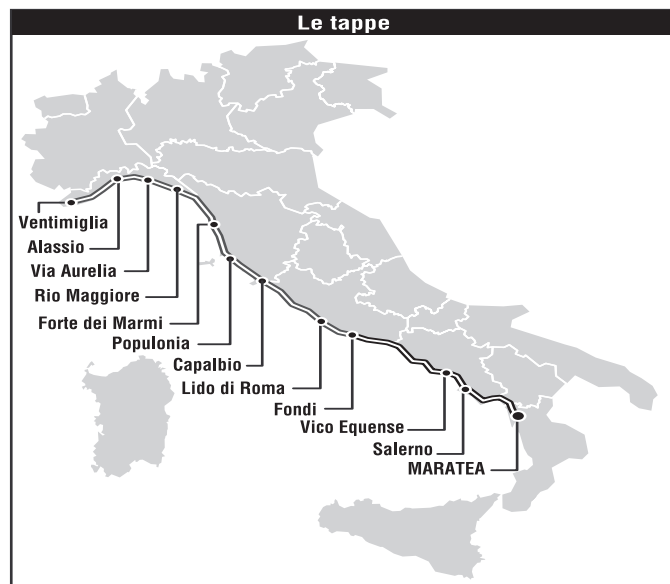 Le tappe
Ventimiglia
Alassio
Via Aurelia
Rio Maggiore
Forte dei Marmi
Populonia
Capalbio
Lido di Roma
Fondi
Vico Equense
Salerno
MARATEA